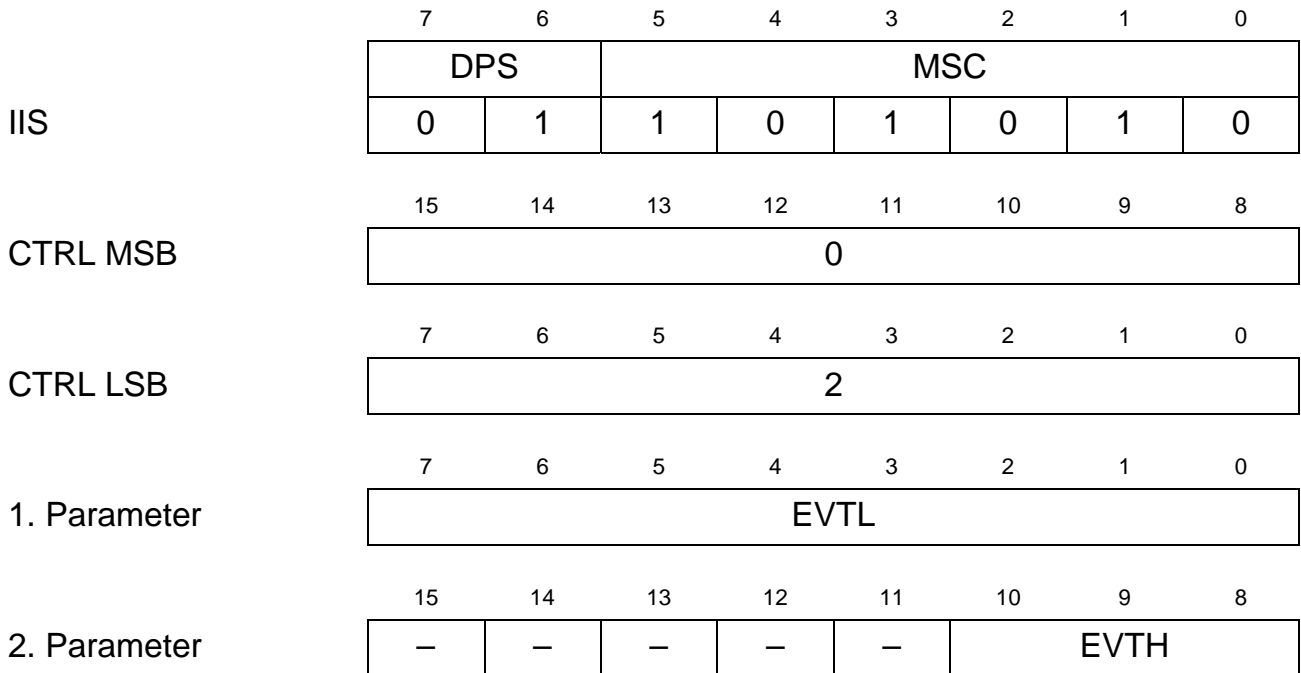 7 6 5 4 3 2 1 0
DPS MSC
IIS 0 1 1 0 1 0 1 0
15 14 13 12 11 10 9 8
CTRL MSB 0
7 6 5 4 3 2 1 0
CTRL LSB 2
7 6 5 4 3 2 1 0
1. Parameter EVTL
15 14 13 12 11 10 9 8
2. Parameter – – – – – EVTH